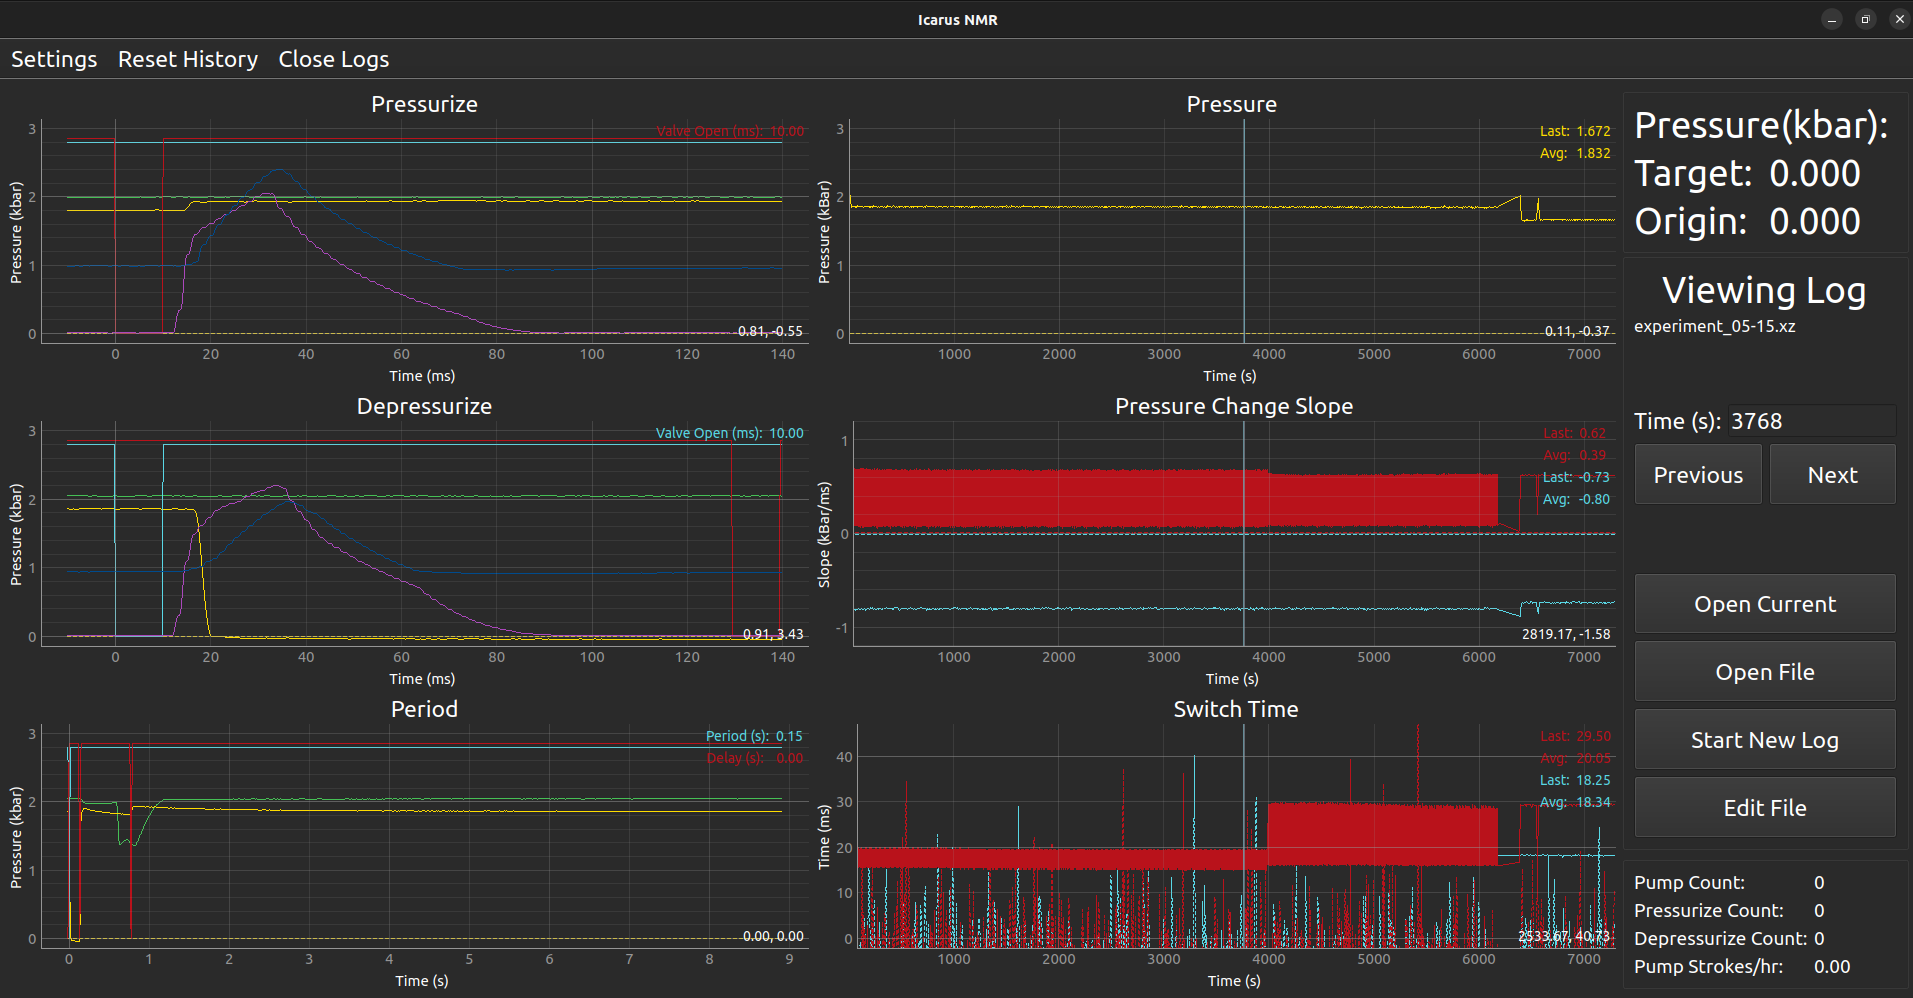 Icarus NMR
Settings Reset History Close Logs
Pressurize
Pressure (kbar)
3
2
1
0
Valve Open (ms): 10.00
0.81, -0.55
0 20 40 60 80 100 120 140
Time (ms)
Pressure
Pressure (kBar)
3
2
1
0
Last: 1.672
Avg: 1.832
0.11, -0.37
1000 2000 3000 4000 5000 6000 7000
Time (s)
Depressurize
Pressure (kbar)
3
2
1
0
Valve Open (ms): 10.00
0.91, 3.43
0 20 40 60 80 100 120 140
Time (ms)
Pressure Change Slope
Slope (kBar/ms)
1
0
-1
Last: 0.62
Avg: 0.39
Last: -0.73
Avg: -0.80
2819.17, -1.58
1000 2000 3000 4000 5000 6000 7000
Time (s)
Period
Pressure (kbar)
3
2
1
0
Period (s): 0.15
Delay (s): 0.00
0.00, 0.00
0 1 2 3 4 5 6 7 8 9
Time (s)
Switch Time
Time (ms)
40
30
20
10
0
Last: 29.50
Avg: 20.05
Last: 18.25
Avg: 18.34
2533.67, 40.73
1000 2000 3000 4000 5000 6000 7000
Time (s)
Pressure(kbar):
Target: 0.000
Origin: 0.000
Viewing Log
experiment_05-15.xz
Time (s): 3768
Previous Next
Open Current
Open File
Start New Log
Edit File
Pump Count: 0
Pressurize Count: 0
Depressurize Count: 0
Pump Strokes/hr: 0.00